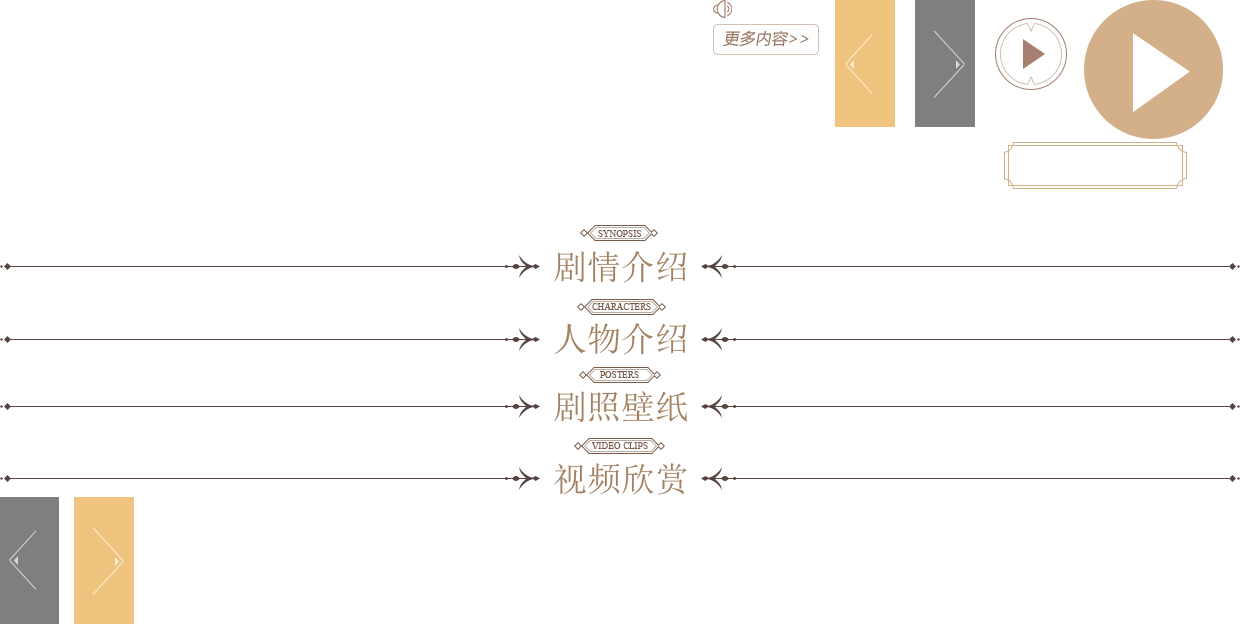 更多内容>>
SYNOPSIS
剧情介绍
CHARACTERS
人物介绍
POSTERS
剧照壁纸
VIDEO CLIPS
视频欣赏